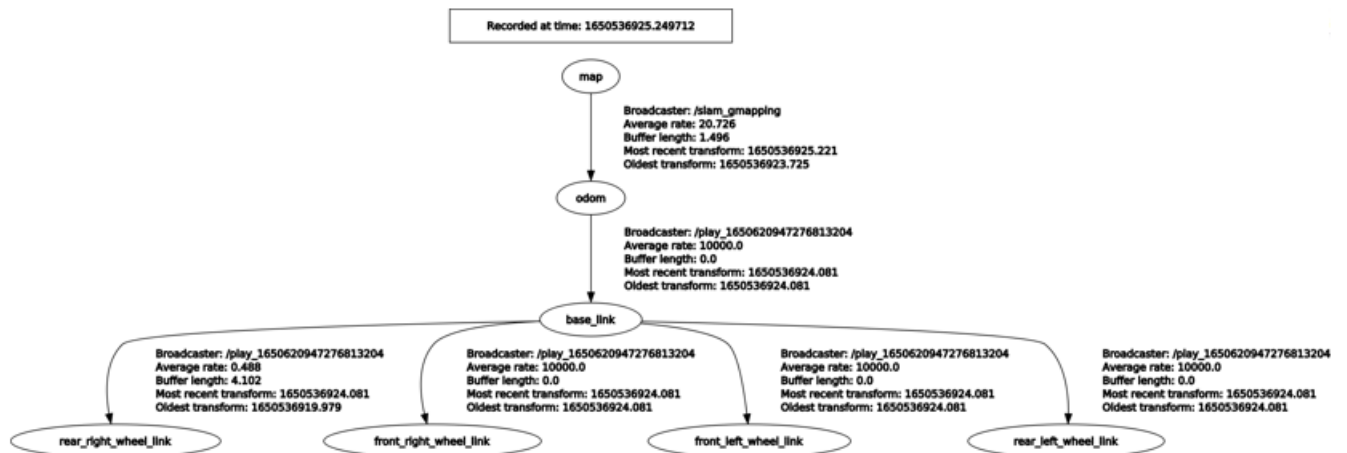 Recorded at time: 1650536925.249712
map
Broadcaster: /slam_gmapping
Average rate: 20.726
Buffer length: 1.496
Most recent transform: 1650536925.221
Oldest transform: 1650536923.725
odom
Broadcaster: /play_1650620947276813204
Average rate: 10000.0
Buffer length: 0.0
Most recent transform: 1650536924.081
Oldest transform: 1650536924.081
base_link
Broadcaster: /play_1650620947276813204
Average rate: 0.488
Buffer length: 4.102
Most recent transform: 1650536924.081
Oldest transform: 1650536919.979
Broadcaster: /play_1650620947276813204
Average rate: 10000.0
Buffer length: 0.0
Most recent transform: 1650536924.081
Oldest transform: 1650536924.081
Broadcaster: /play_1650620947276813204
Average rate: 10000.0
Buffer length: 0.0
Most recent transform: 1650536924.081
Oldest transform: 1650536924.081
Broadcaster: /play_1650620947276813204
Average rate: 10000.0
Buffer length: 0.0
Most recent transform: 1650536924.081
Oldest transform: 1650536924.081
rear_right_wheel_link
front_right_wheel_link
front_left_wheel_link
rear_left_wheel_link